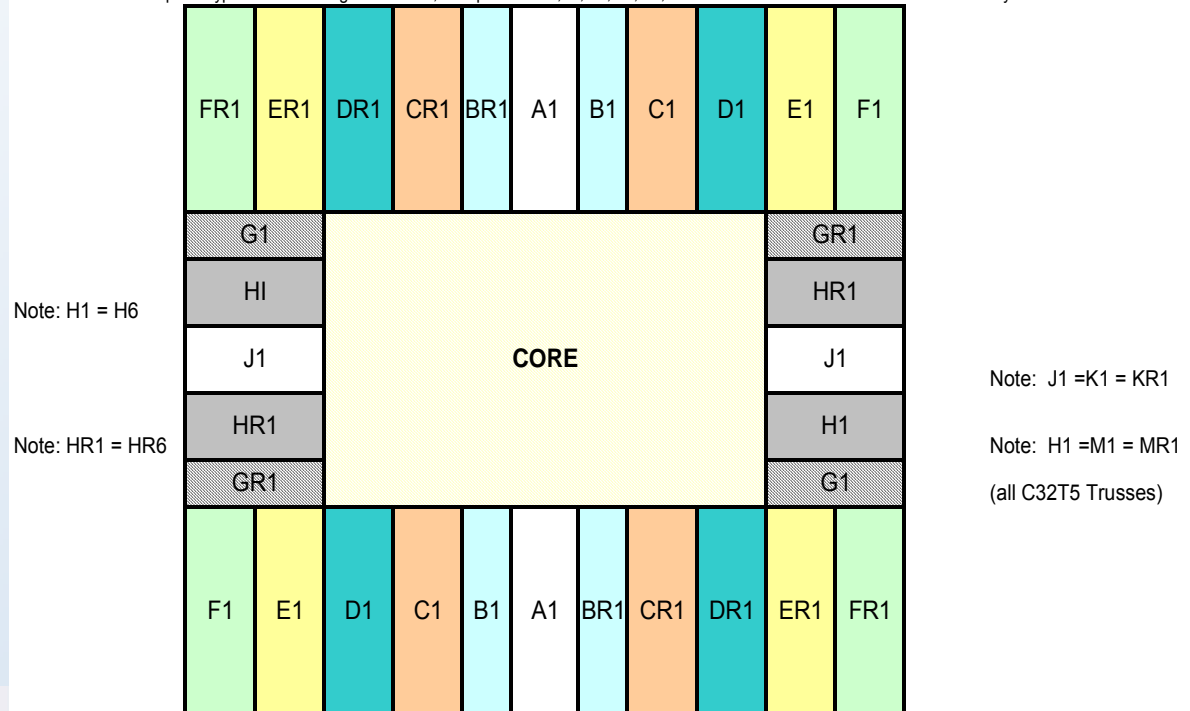 FR1 ER1 DR1 CR1 BR1 A1 B1 C1 D1 E1 F1
G1 GR1
HI HR1
Note: H1 = H6
J1 CORE J1
Note: J1 =K1 = KR1
HR1 H1
Note: HR1 = HR6 Note: H1 =M1 = MR1
GR1 G1
(all C32T5 Trusses)
F1 E1 D1 C1 B1 A1 BR1 CR1 DR1 ER1 FR1